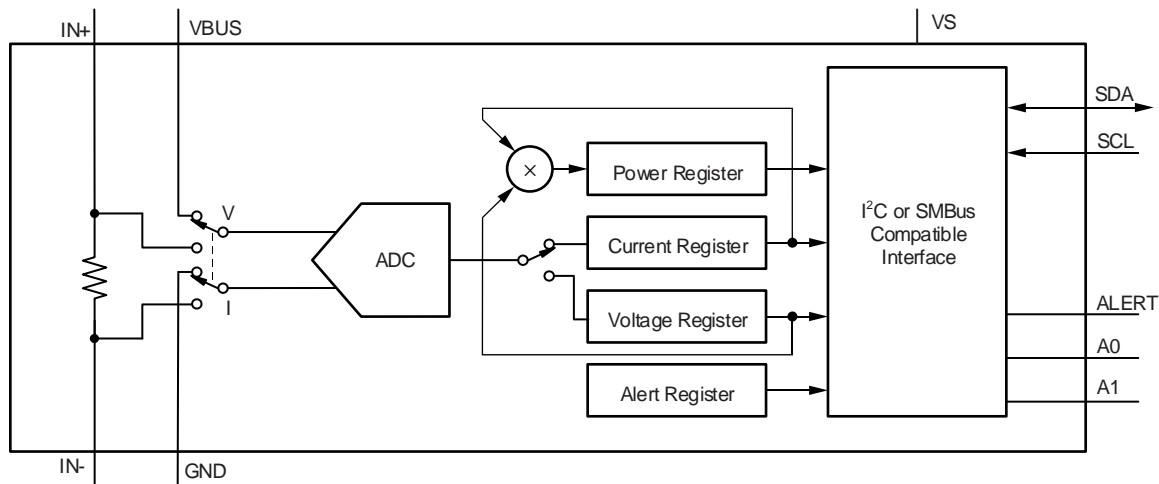 IN+
VBUS
VS
SDA
SCL
×
Power Register
V
I²C or SMBus
Compatible
Interface
ADC
Current Register
I
Voltage Register
ALERT
A0
Alert Register
A1
IN-
GND